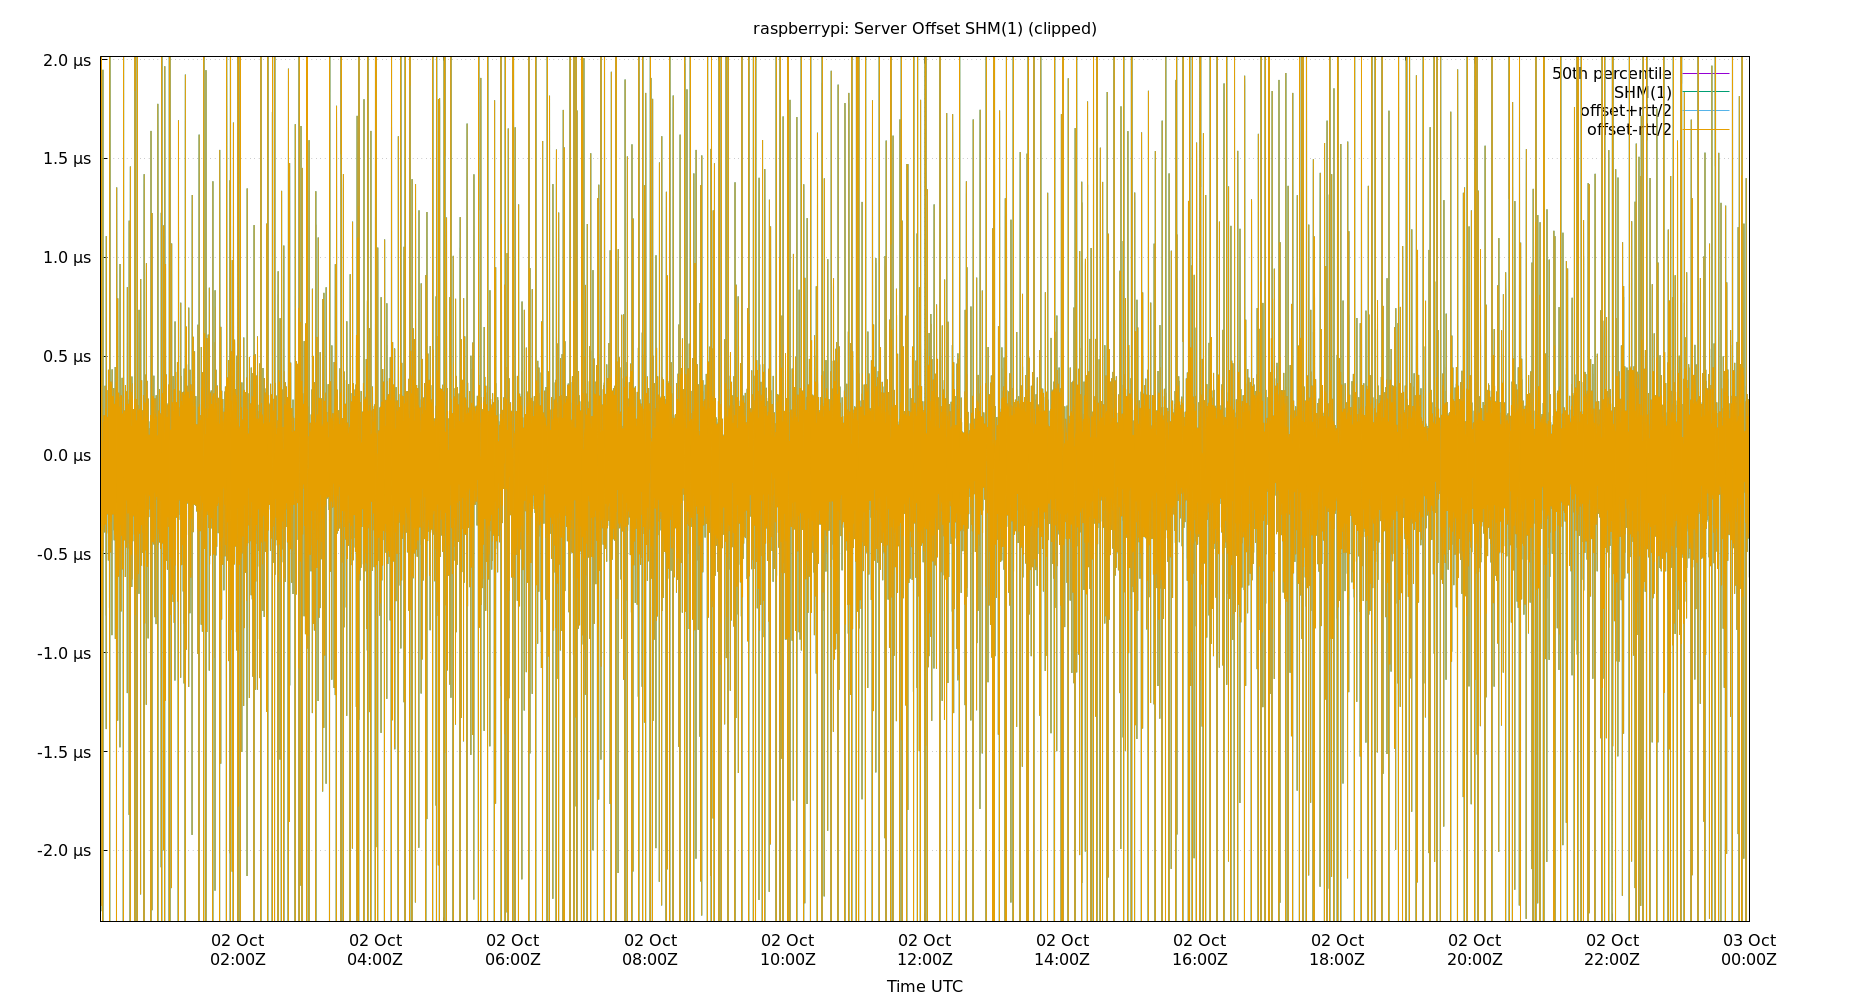 raspberrypi: Server Offset SHM(1) (clipped)
2.0 µs
1.5 µs
1.0 µs
0.5 µs
0.0 µs
-0.5 µs
-1.0 µs
-1.5 µs
-2.0 µs
50th percentile
SHM(1)
offset+rtt/2
offset-rtt/2
02 Oct 02 Oct 02 Oct 02 Oct 02 Oct 02 Oct 02 Oct 02 Oct 02 Oct 02 Oct 02 Oct 03 Oct
02:00Z 04:00Z 06:00Z 08:00Z 10:00Z 12:00Z 14:00Z 16:00Z 18:00Z 20:00Z 22:00Z 00:00Z
Time UTC